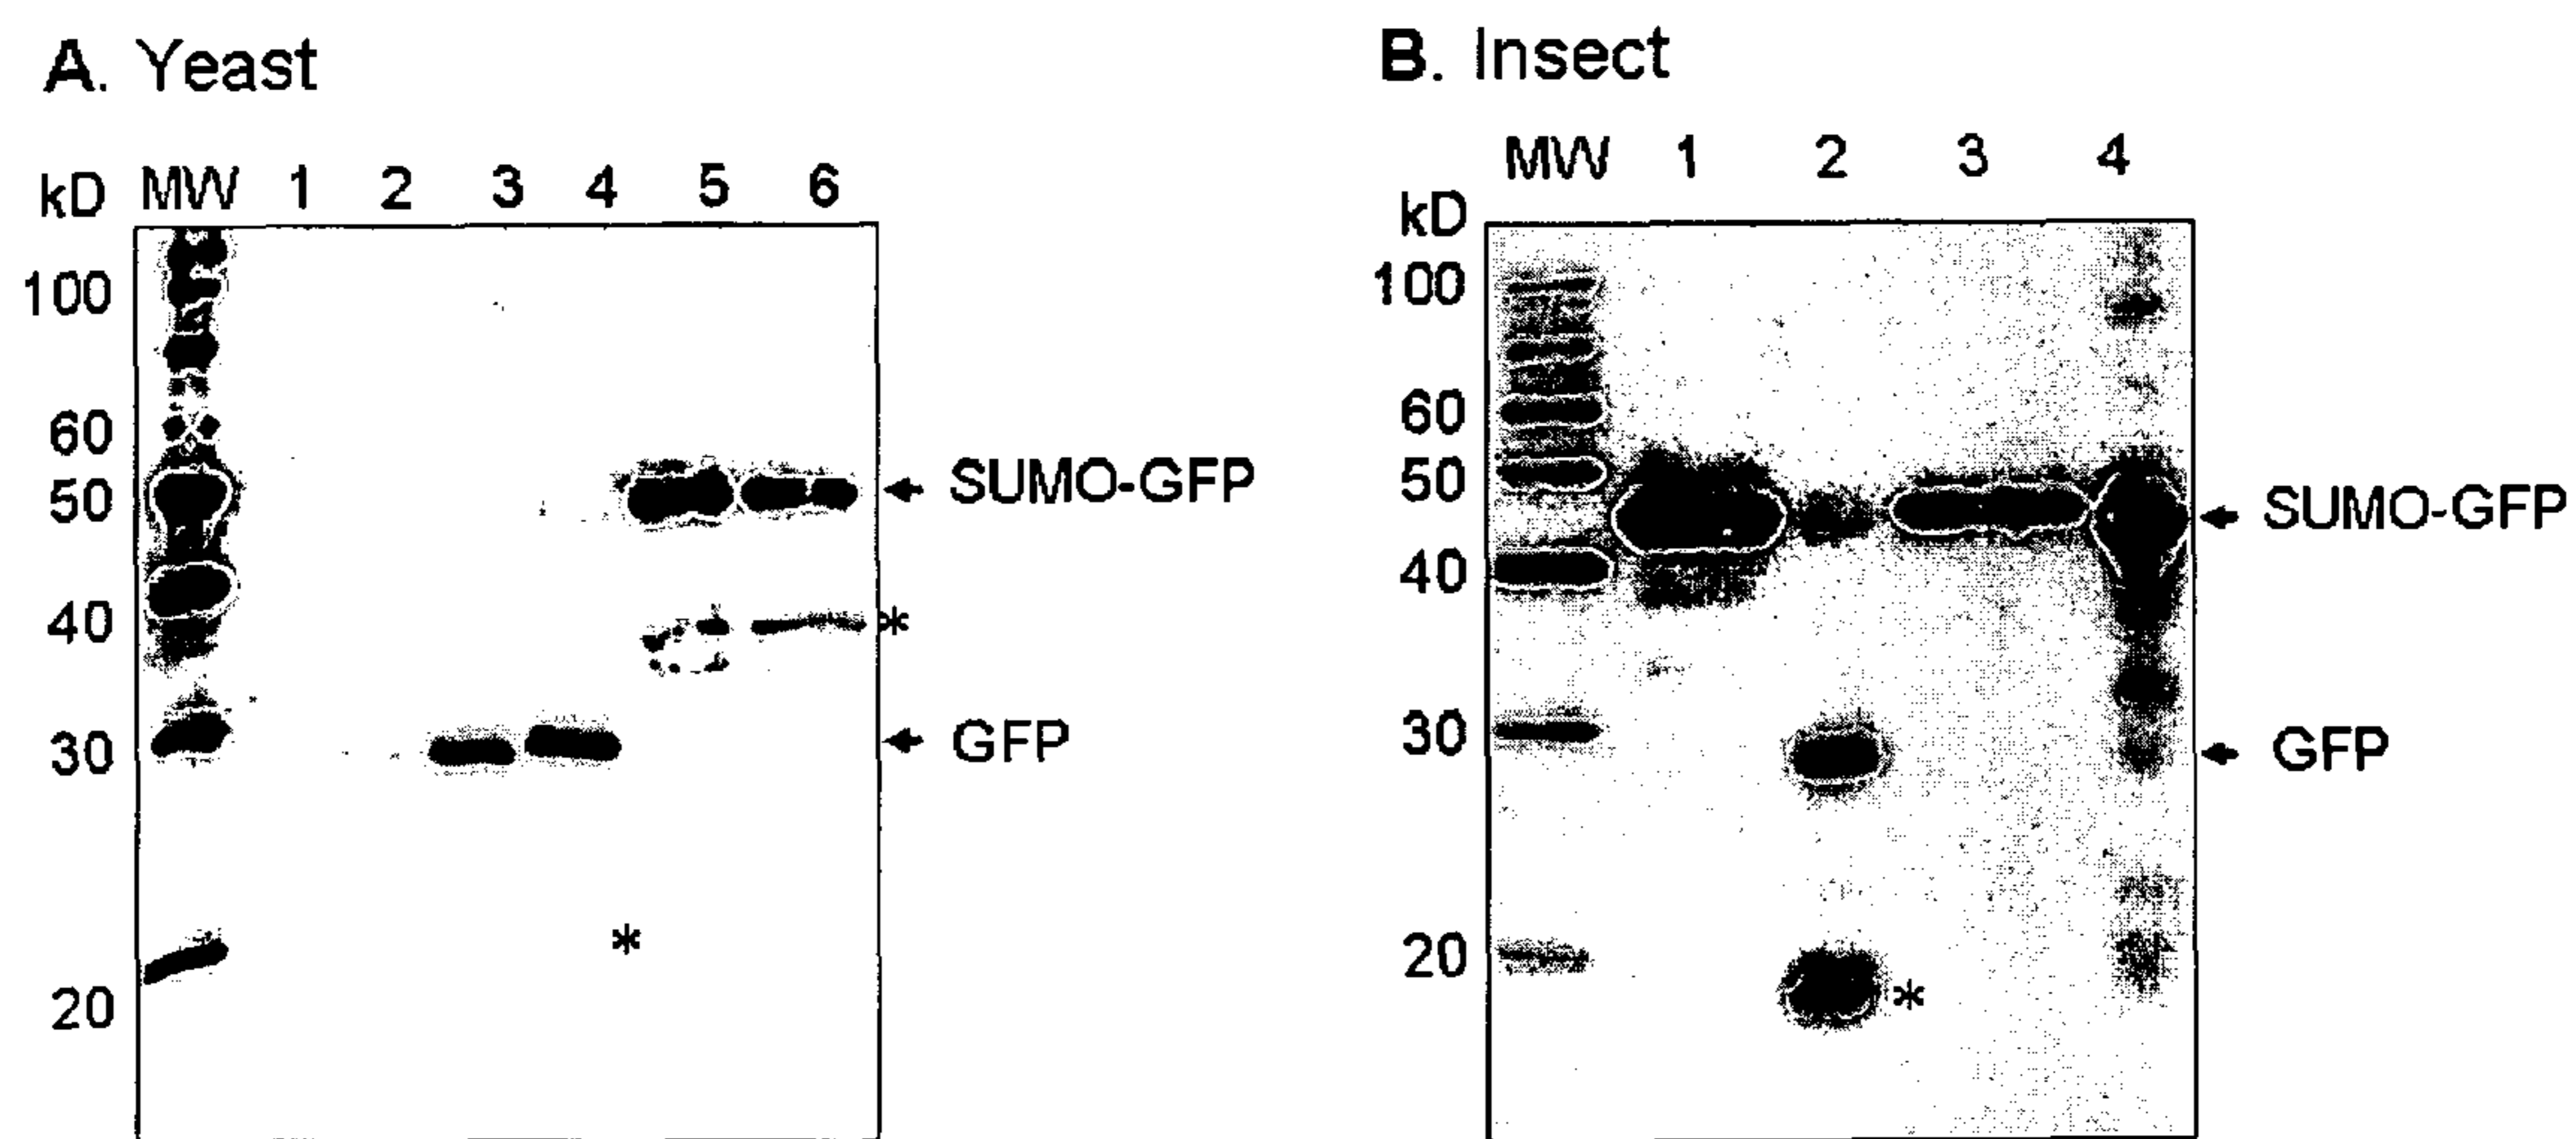 A. Yeast
kD MW 1 2 3 4 5 6
100
60
50
40
30
20
SUMO-GFP
*
GFP
*
B. Insect
MW 1 2 3 4
kD
100
60
50
40
30
20
SUMO-GFP
GFP
*